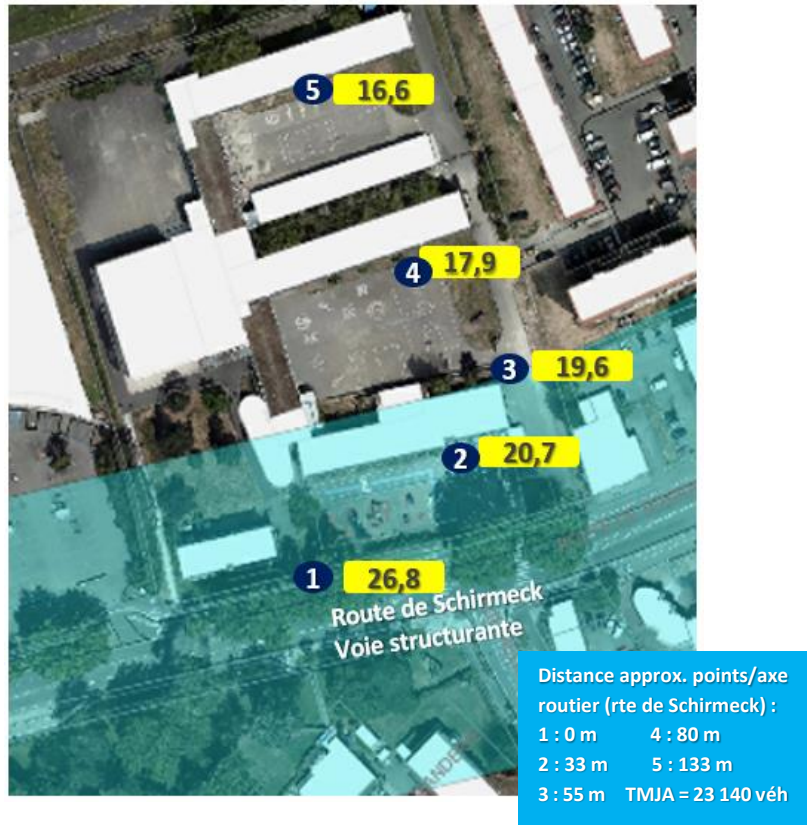 5 16,6
4 17,9
3 19,6
2 20,7
1 26,8
Route de Schirmeck
Voie structurante
Distance approx. points/axe
routier (rte de Schirmeck) :
1 : 0 m 4 : 80 m
2 : 33 m 5 : 133 m
3 : 55 m TMJA = 23 140 véh